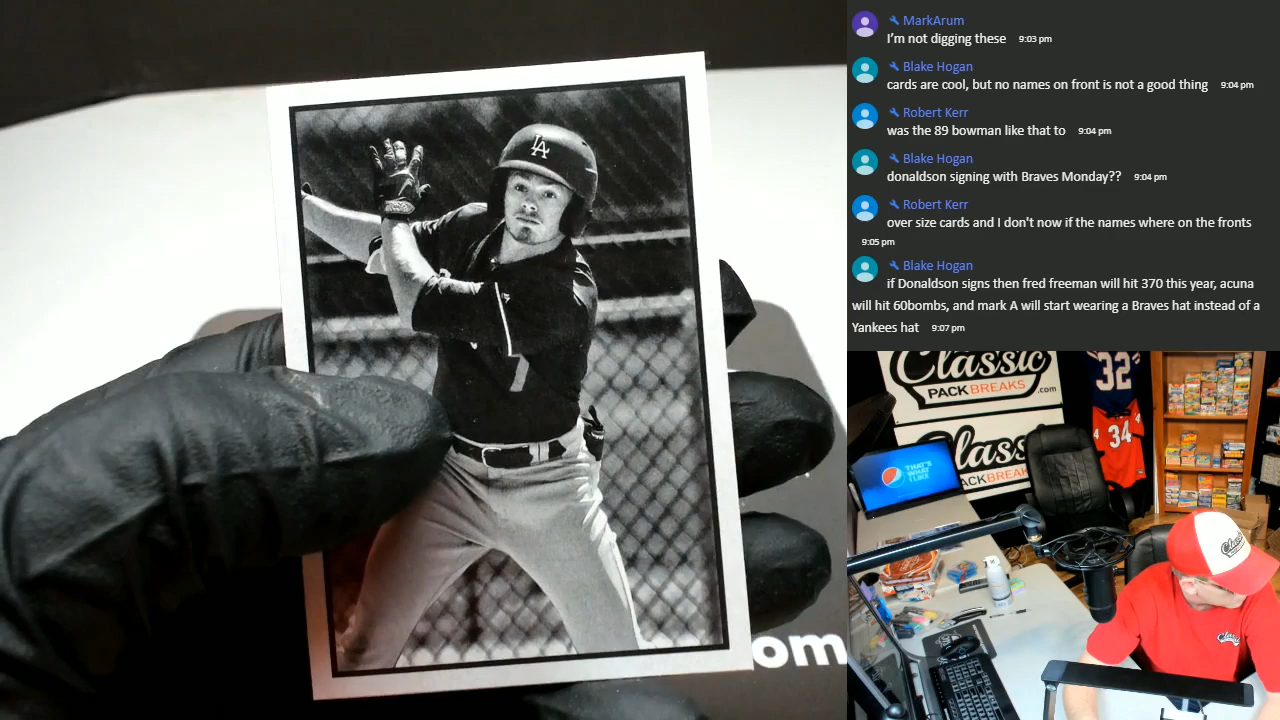 MarkArum
I'm not digging these 9:03 pm
Blake Hogan
cards are cool, but no names on front is not a good thing 9:04 pm
Robert Kerr
was the 89 bowman like that to 9:04 pm
Blake Hogan
donaldson signing with Braves Monday?? 9:04 pm
Robert Kerr
over size cards and I don't now if the names where on the fronts
9:05 pm
Blake Hogan
if Donaldson signs then fred freeman will hit 370 this year, acuna
will hit 60bombs, and mark A will start wearing a Braves hat instead of a
Yankees hat 9:07 pm
LA
7
om
Classic
PACKBREAKS.com
32
4 34
Class
ACKBREAK
THAT'S
WHAT
I LIKE
Classic